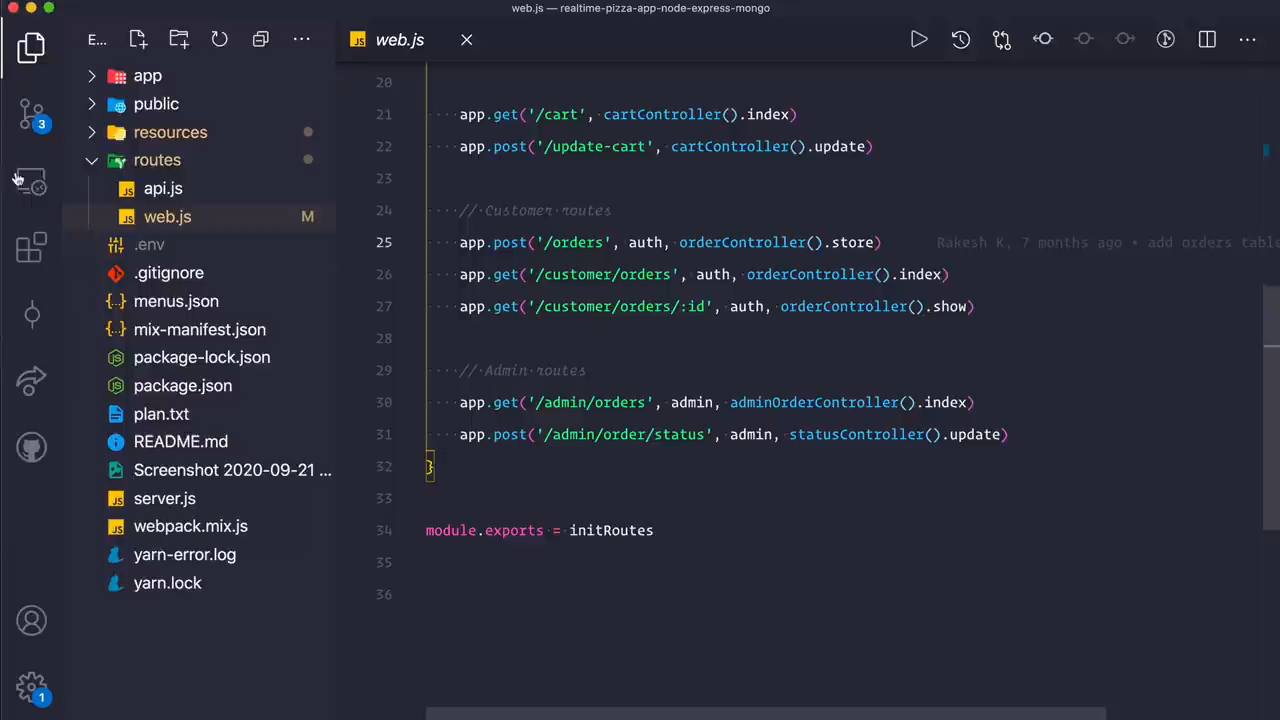 web.js — realtime-pizza-app-node-express-mongo
E...
web.js
app
public
resources
routes
api.js
web.js M
.env
.gitignore
menus.json
mix-manifest.json
package-lock.json
package.json
plan.txt
README.md
Screenshot 2020-09-21 ...
server.js
webpack.mix.js
yarn-error.log
yarn.lock
3
1
20
21 app.get('/cart', cartController().index)
22 app.post('/update-cart', cartController().update)
23
24 // Customer routes
25 app.post('/orders', auth, orderController().store) Rakesh K, 7 months ago • add orders table
26 app.get('/customer/orders', auth, orderController().index)
27 app.get('/customer/orders/:id', auth, orderController().show)
28
29 // Admin routes
30 app.get('/admin/orders', admin, adminOrderController().index)
31 app.post('/admin/order/status', admin, statusController().update)
32 }
33
34 module.exports = initRoutes
35
36